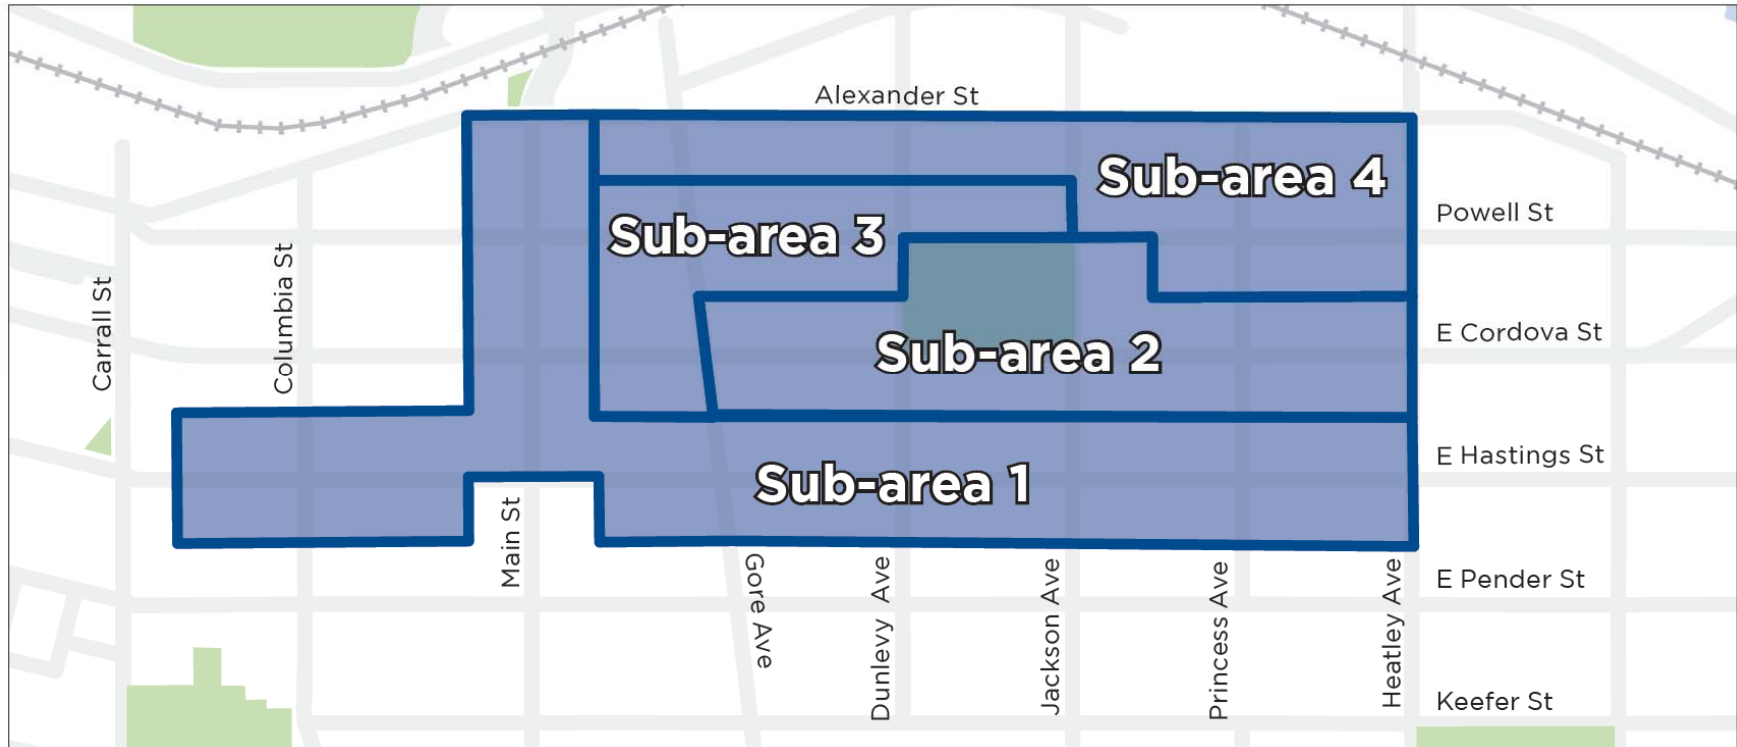 Alexander St
Sub-area 4
Sub-area 3
Powell St
Columbia St
Carrall St
E Cordova St
Sub-area 2
E Hastings St
Sub-area 1
Main St
Gore Ave
Dunlevy Ave
Jackson Ave
Princess Ave
Heatley Ave
E Pender St
Keefer St